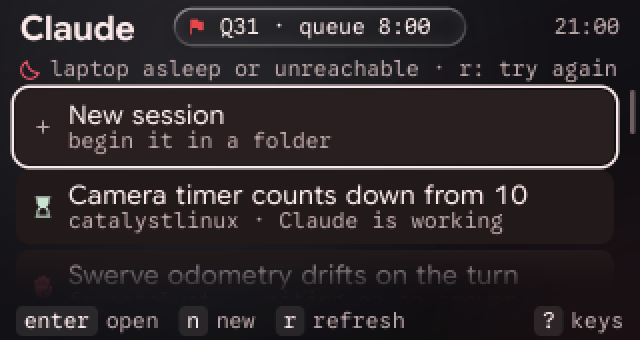 Claude
Q31 · queue 8:00
21:00
laptop asleep or unreachable · r: try again
+ New session
begin it in a folder
Camera timer counts down from 10
catalystlinux · Claude is working
Swerve odometry drifts on the turn
enter open n new r refresh ? keys